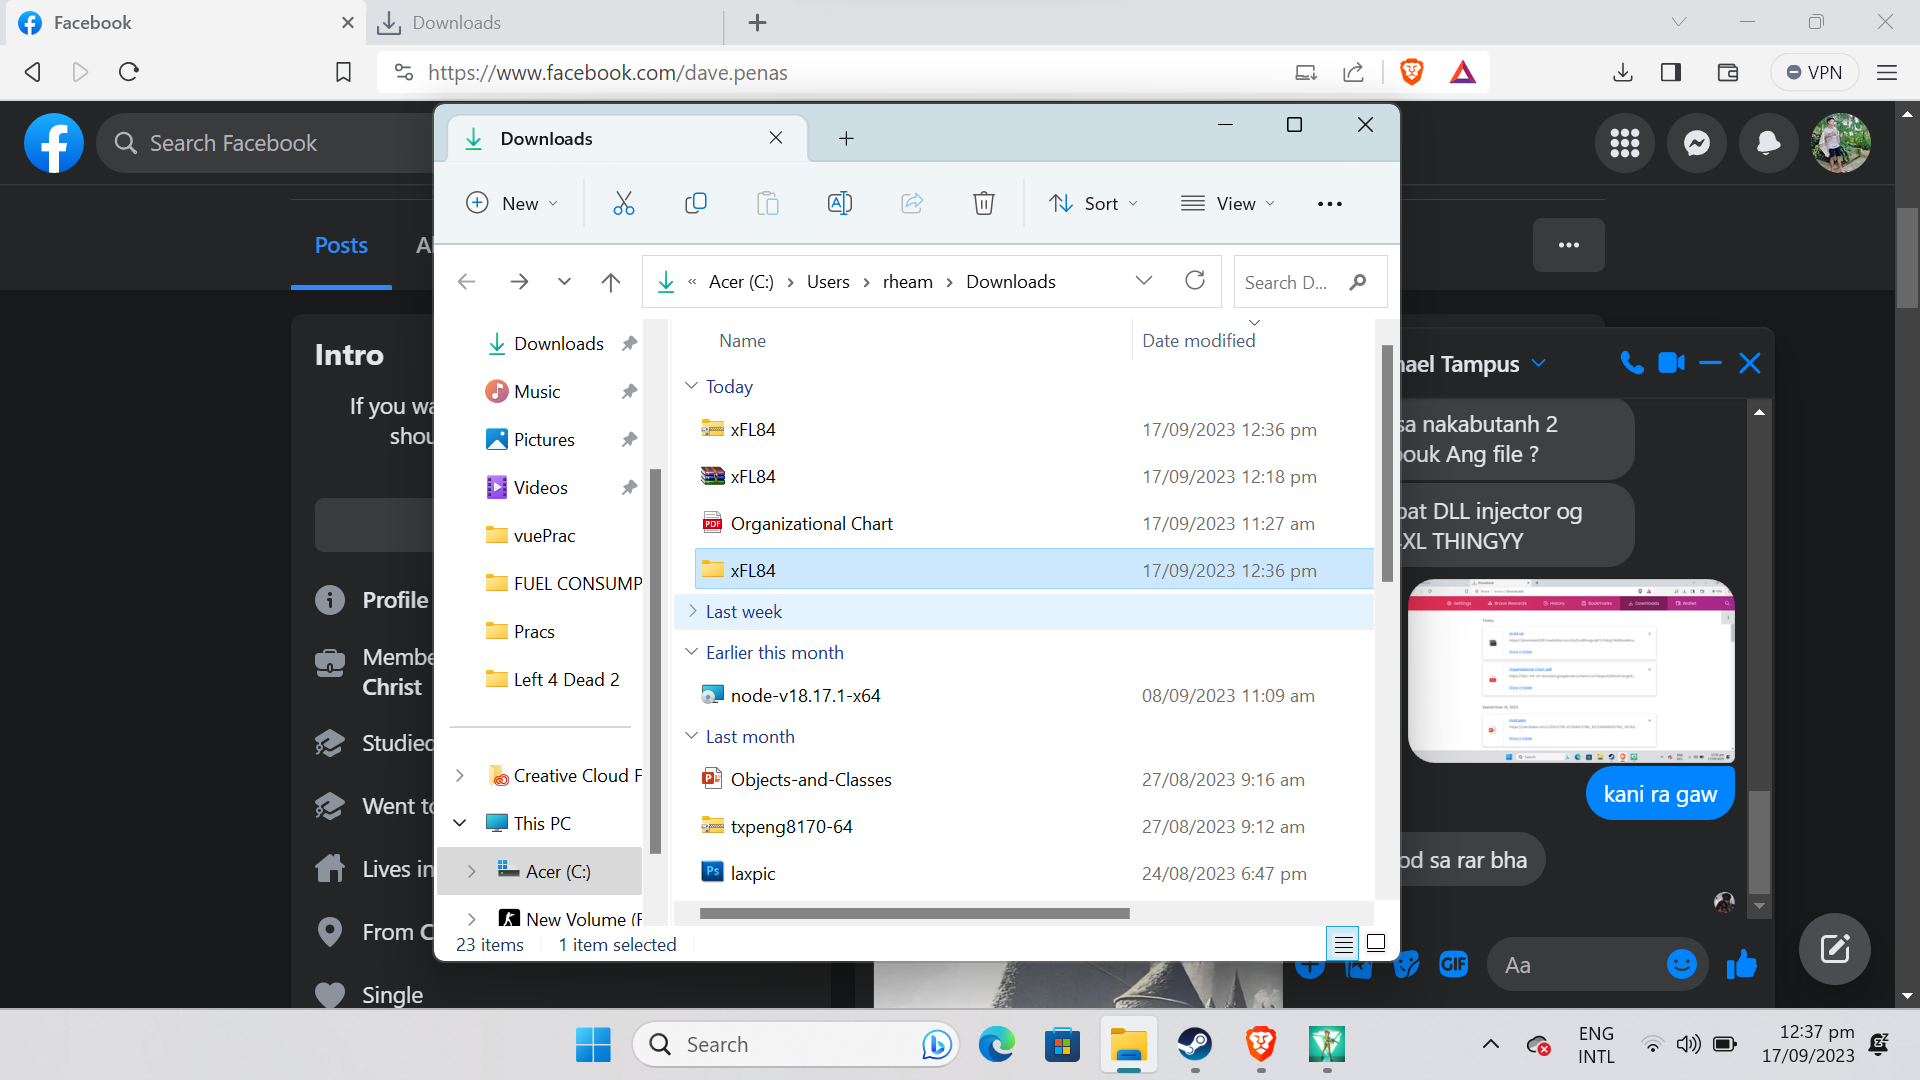 Facebook
Downloads
https://www.facebook.com/dave.penas
VPN
Search Facebook
Posts
Intro
If you
Profile
Christ
Studied
Went to
Lives in
From
Single
Downloads
New
Sort
View
Acer (C:)
Users
rheam
Downloads
Search D...
Downloads
Music
Pictures
Videos
vuePrac
FUEL CONSUMP
Pracs
Left 4 Dead 2
Creative Cloud F
This PC
Acer (C:)
New Volume (
Name
Date modified
Today
xFL84
17/09/2023 12:36 pm
xFL84
17/09/2023 12:18 pm
PDF
Organizational Chart
17/09/2023 11:27 am
xFL84
17/09/2023 12:36 pm
Last week
Earlier this month
node-v18.17.1-x64
08/09/2023 11:09 am
Last month
Objects-and-Classes
27/08/2023 9:16 am
txpeng8170-64
27/08/2023 9:12 am
Ps
laxpic
24/08/2023 6:47 pm
23 items
1 item selected
Tampus
sa nakabutanh 2
Ang file ?
DLL injector og
THINGYY
kani ra gaw
sa rar bha
GIF
Aa
Search
ENG
INTL
12:37 pm
17/09/2023